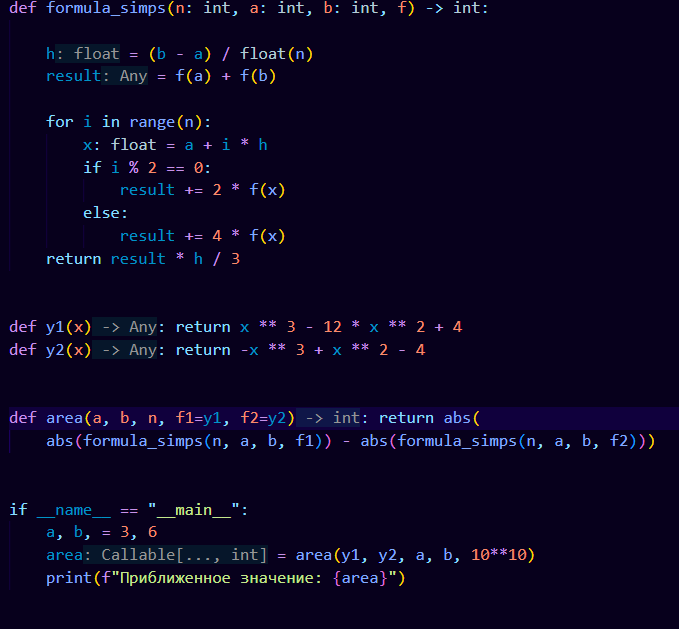 def formula_simps(n: int, a: int, b: int, f) -> int:
h: float = (b - a) / float(n)
result: Any = f(a) + f(b)
for i in range(n):
x: float = a + i * h
if i % 2 == 0:
result += 2 * f(x)
else:
result += 4 * f(x)
return result * h / 3
def y1(x) -> Any: return x ** 3 - 12 * x ** 2 + 4
def y2(x) -> Any: return -x ** 3 + x ** 2 - 4
def area(a, b, n, f1=y1, f2=y2) -> int: return abs(
abs(formula_simps(n, a, b, f1)) - abs(formula_simps(n, a, b, f2)))
if __name__ == "__main__":
a, b, = 3, 6
area: Callable[..., int] = area(y1, y2, a, b, 10**10)
print(f"Приближенное значение: {area}")